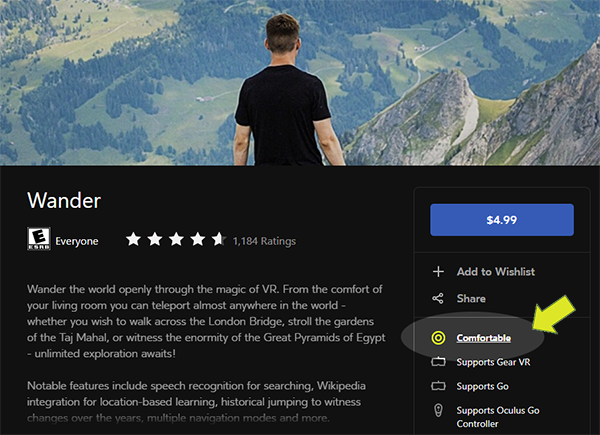 Wander
E
ESRB
Everyone
1,184 Ratings
Wander the world openly through the magic of VR. From the comfort of
your living room you can teleport almost anywhere in the world -
whether you wish to walk across the London Bridge, stroll the gardens
of the Taj Mahal, or witness the enormity of the Great Pyramids of Egypt
- unlimited exploration awaits!
Notable features include speech recognition for searching, Wikipedia
integration for location-based learning, historical jumping to witness
changes over the years, multiple navigation modes and more.
$4.99
Add to Wishlist
Share
Comfortable
Supports Gear VR
Supports Go
Supports Oculus Go
Controller